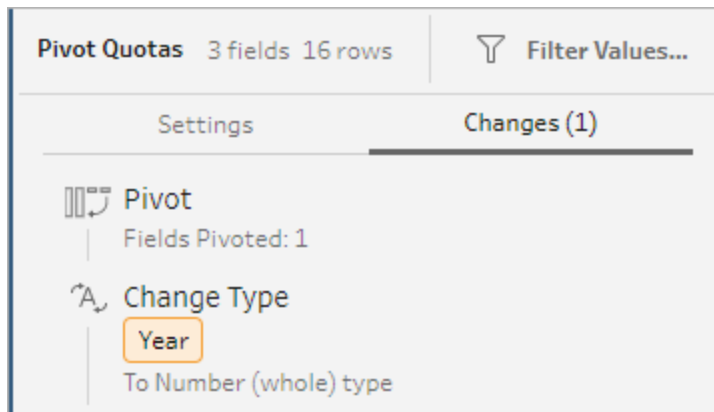 Pivot Quotas 3 fields 16 rows Filter Values...
Settings Changes (1)
Pivot
Fields Pivoted: 1
Change Type
Year
To Number (whole) type